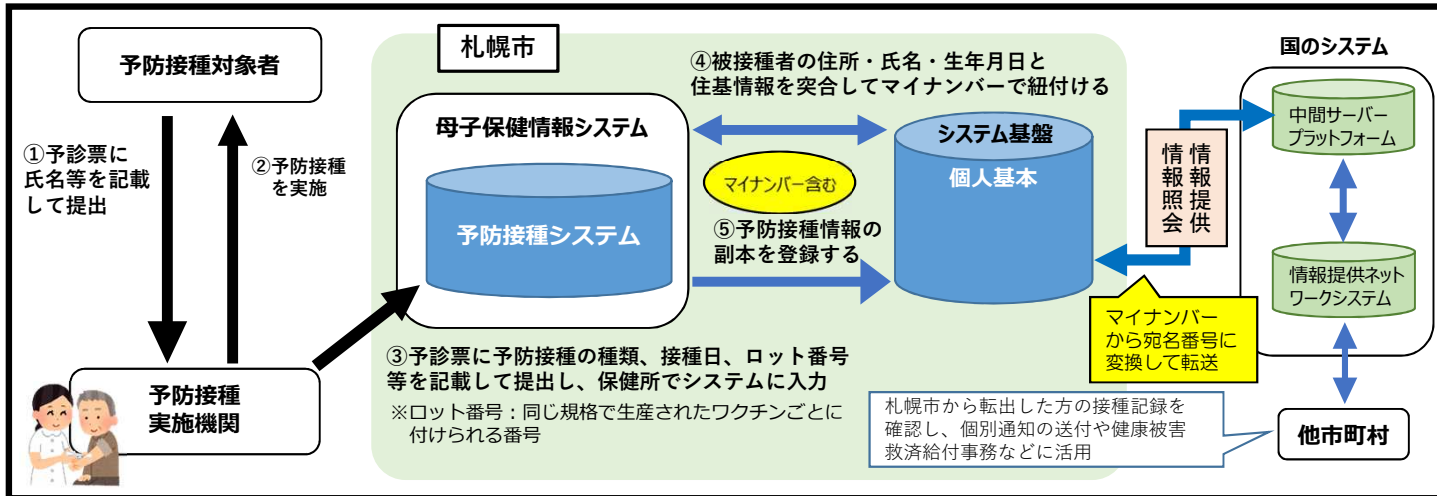 札幌市
予防接種対象者
①予診票に
氏名等を記載
して提出
②予防接種
を実施
予防接種
実施機関
母子保健情報システム
予防接種システム
④被接種者の住所・氏名・生年月日と
住基情報を突合してマイナンバーで紐付ける
マイナンバー含む
システム基盤
個人基本
⑤予防接種情報の
副本を登録する
③予診票に予防接種の種類、接種日、ロット番号
等を記載して提出し、保健所でシステムに入力
※ロット番号：同じ規格で生産されたワクチンごとに
付けられる番号
情報提供
情報照会
マイナンバー
から宛名番号に
変換して転送
国のシステム
中間サーバー
プラットフォーム
情報提供ネット
ワークシステム
他市町村
札幌市から転出した方の接種記録を
確認し、個別通知の送付や健康被害
救済給付事務などに活用